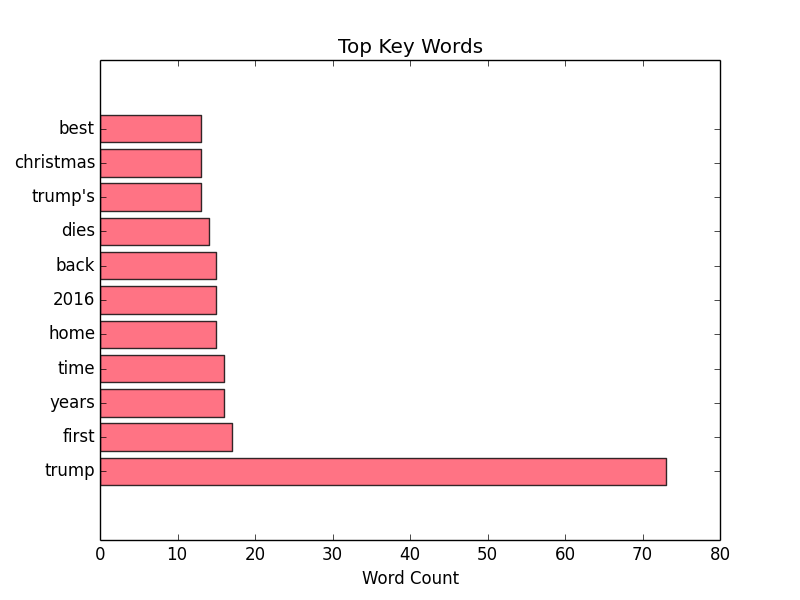 Top Key Words
best
christmas
trump's
dies
back
2016
home
time
years
first
trump
0 10 20 30 40 50 60 70 80
Word Count